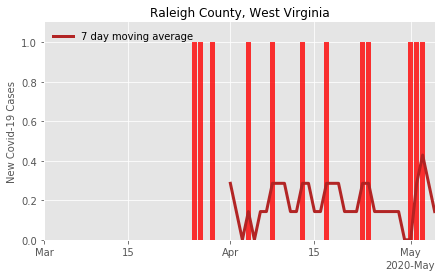 Raleigh County, West Virginia
7 day moving average
New Covid-19 Cases
1.0
0.8
0.6
0.4
0.2
0.0
Mar 15 Apr 15 May
2020-May